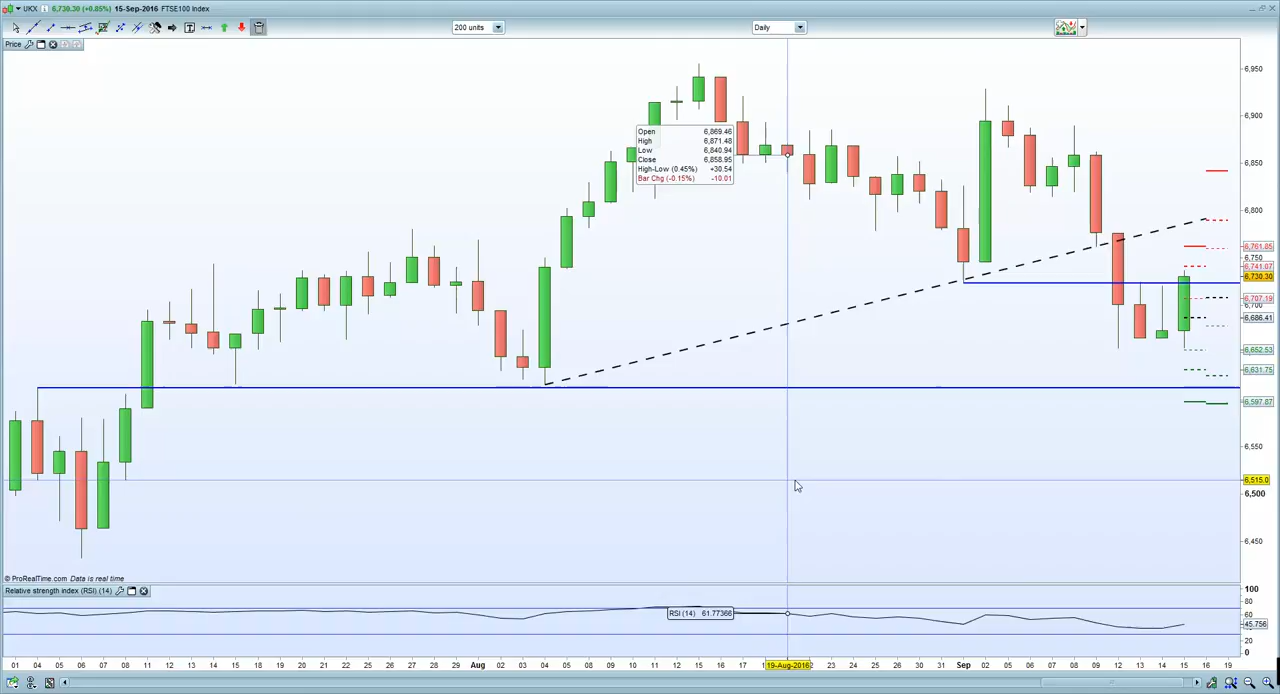 UKX 6,730.30 (+0.85%) 15-Sep-2016 FTSE100 Index
200 units
Daily
Price
6,950
6,900
6,850
6,800
6,761.85
6,750
6,741.07
6,730.30
6,707.19
6,700
6,686.41
6,652.53
6,631.75
6,597.87
6,550
6,515.0
6,500
6,450
Open 6,869.46
High 6,871.48
Low 6,840.94
Close 6,858.95
High-Low (0.45%) +30.54
Bar Chg (-0.15%) -10.01
© ProRealTime.com Data is real time
Relative strength index (RSI) (14)
RSI (14) 61.77366
100
80
60
45.756
20
0
01 04 05 06 07 08 11 12 13 14 15 18 19 20 21 22 25 26 27 28 29 Aug 02 03 04 05 08 09 10 11 12 15 16 17 19-Aug-2016 23 24 25 26 30 31 Sep 02 05 06 07 08 09 12 13 14 15 16 19